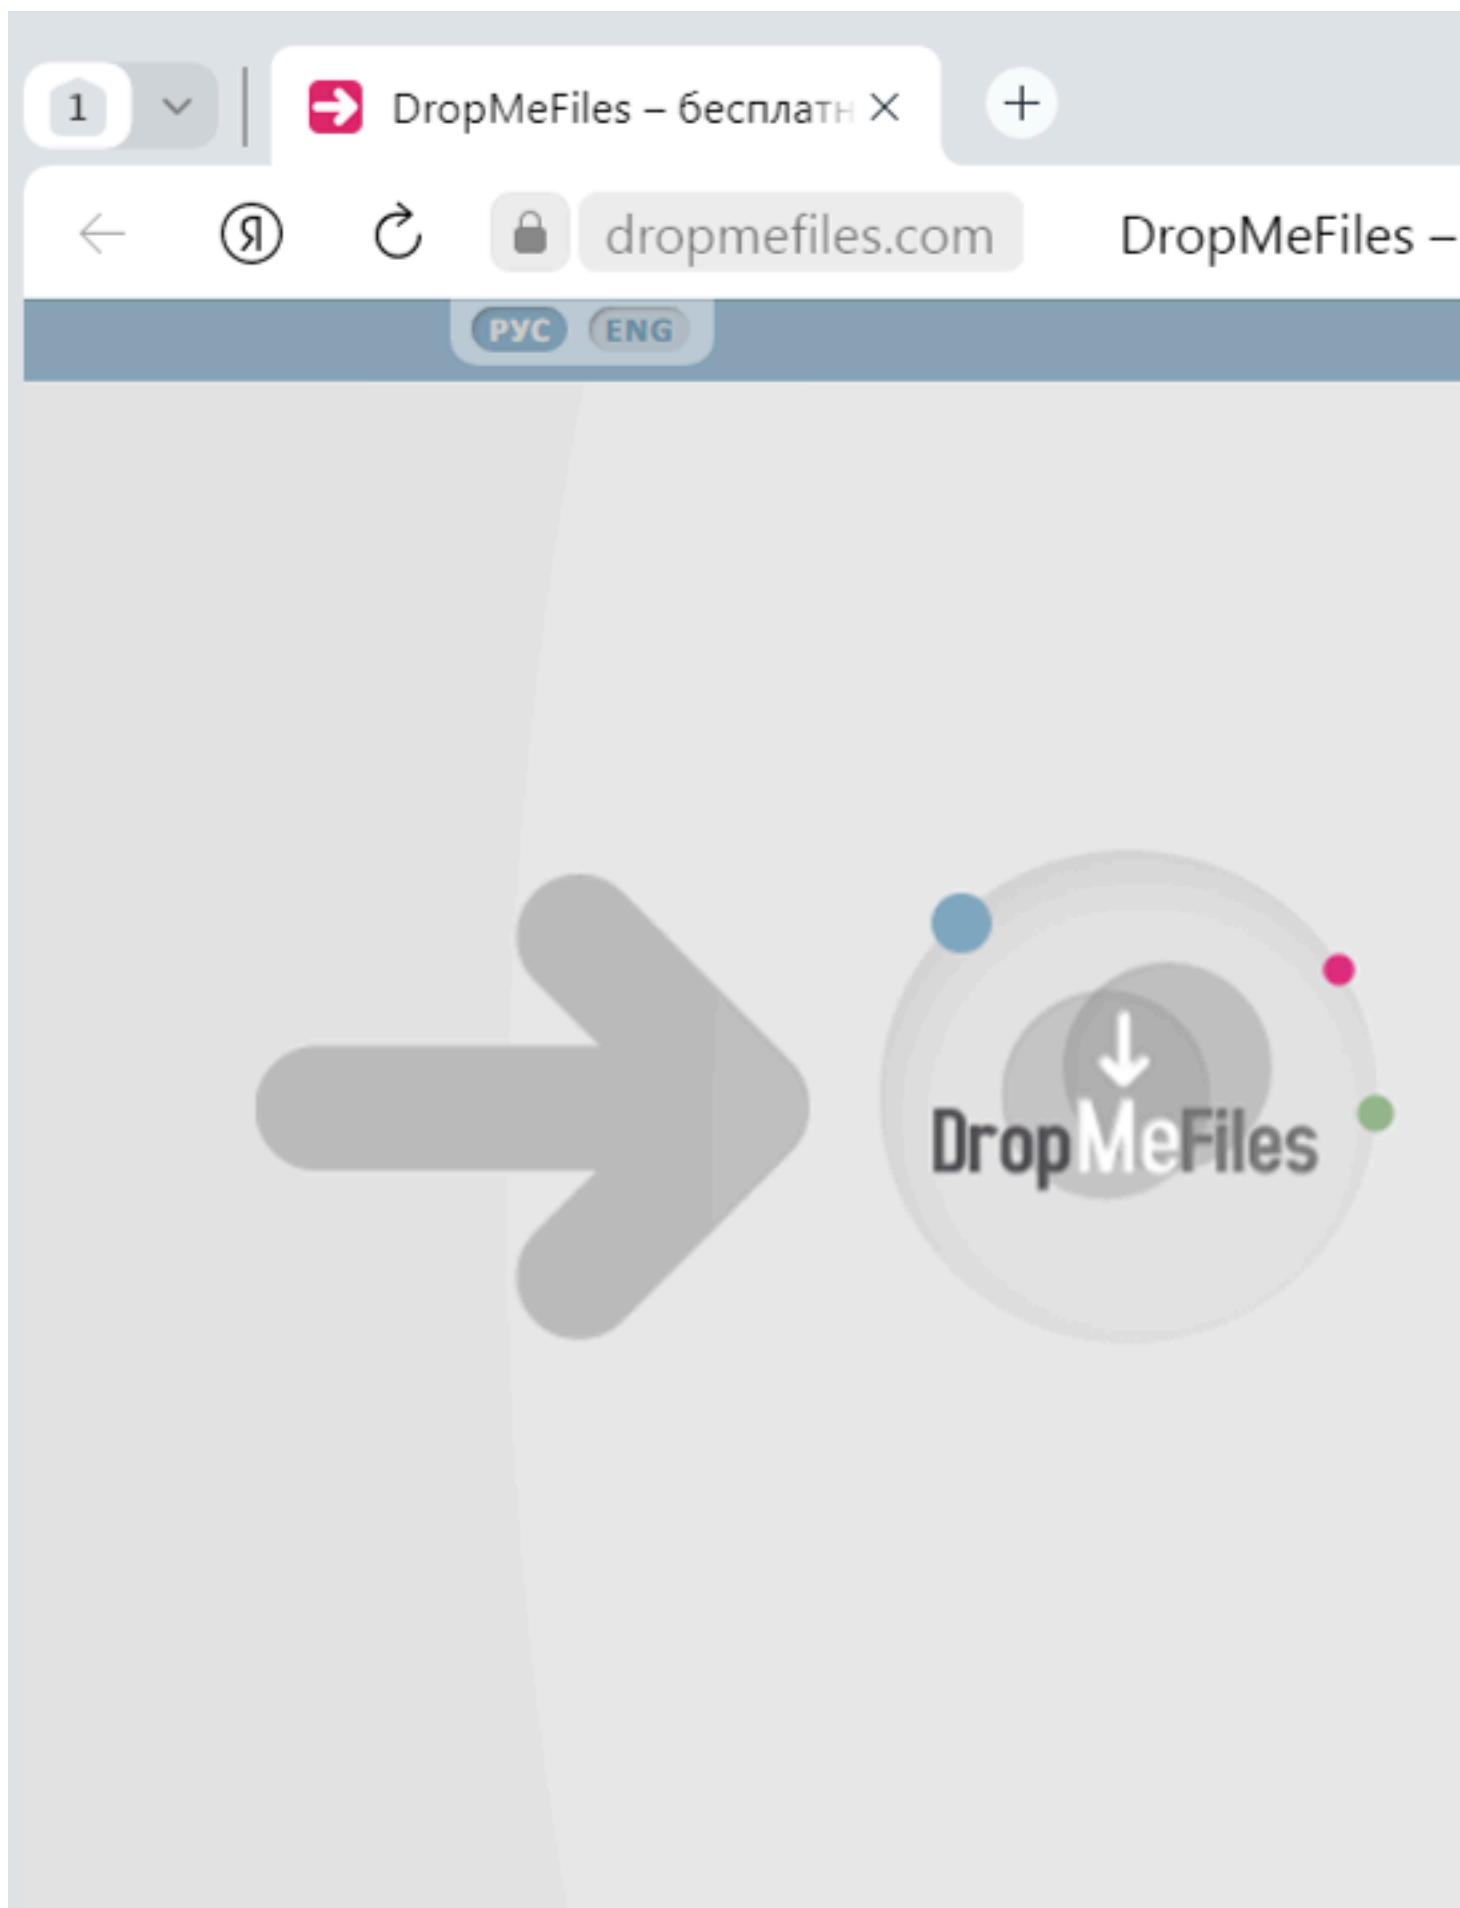 1
DropMeFiles – бесплатн
Я dropmefiles.com DropMeFiles –
РУС ENG
DropMeFiles